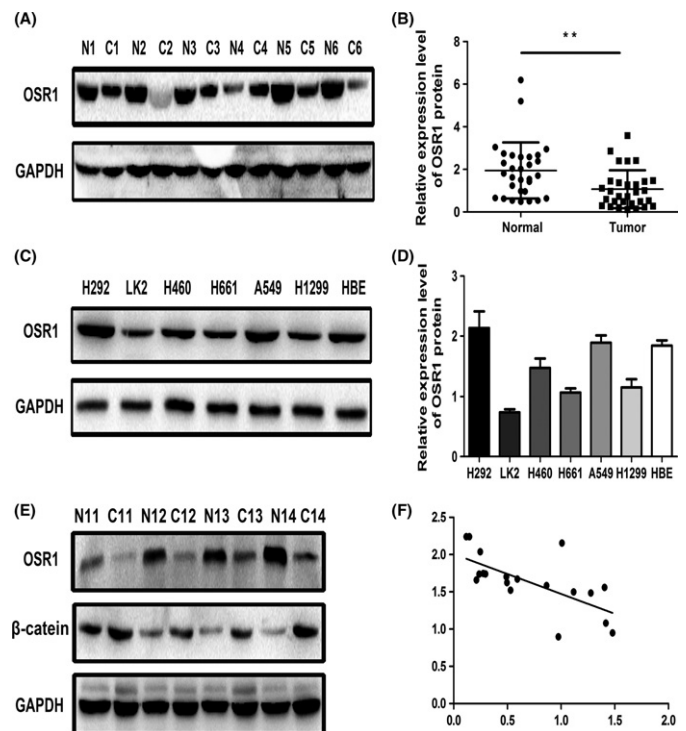 (A)
N1 C1 N2 C2 N3 C3 N4 C4 N5 C5 N6 C6
OSR1
GAPDH
(B)
**
Relative expression level
of OSR1 protein
8
6
4
2
0
Normal Tumor
(C)
H292 LK2 H460 H661 A549 H1299 HBE
OSR1
GAPDH
(D)
Relative expression level
of OSR1 protein
3
2
1
0
H292 LK2 H460 H661 A549 H1299 HBE
(E)
N11 C11 N12 C12 N13 C13 N14 C14
OSR1
β-catein
GAPDH
(F)
2.5
2.0
1.5
1.0
0.5
0.0
0.0 0.5 1.0 1.5 2.0